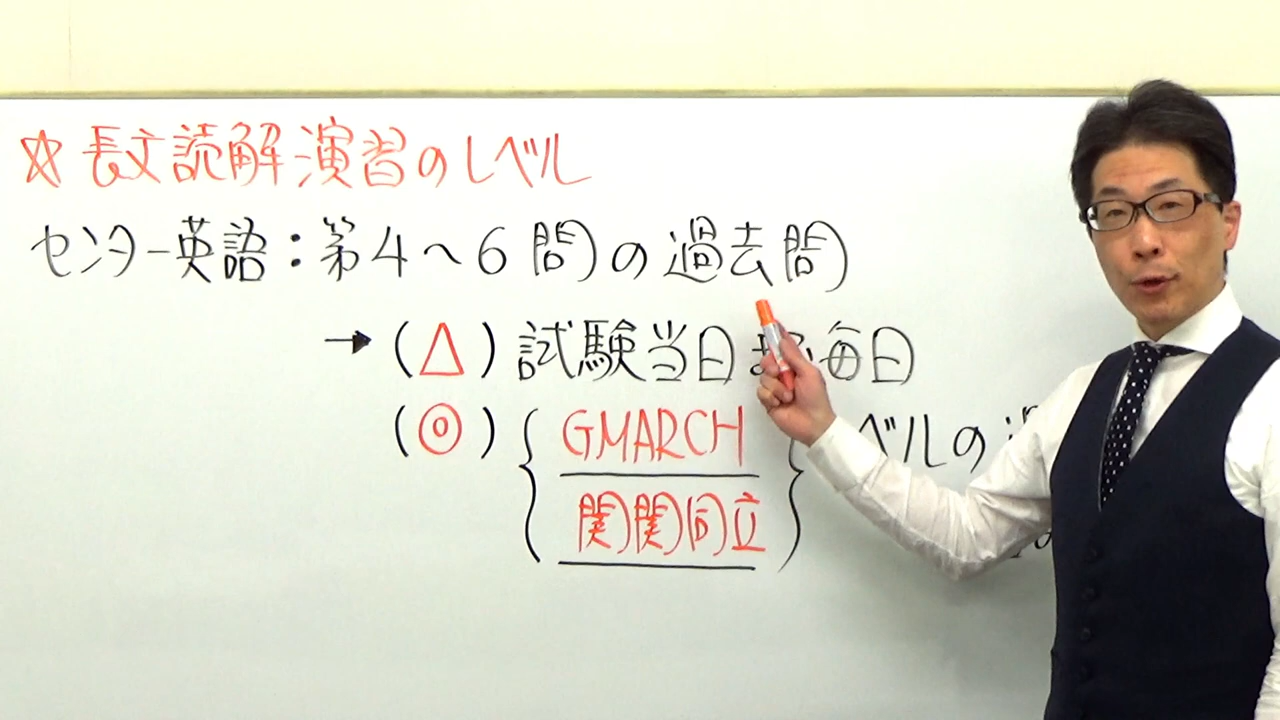 ☆長文読解演習のレベル
センター英語：第4～6問の過去問
→（△）試験当日 毎日
（◎）{GMARCH
関関同立} ベルの